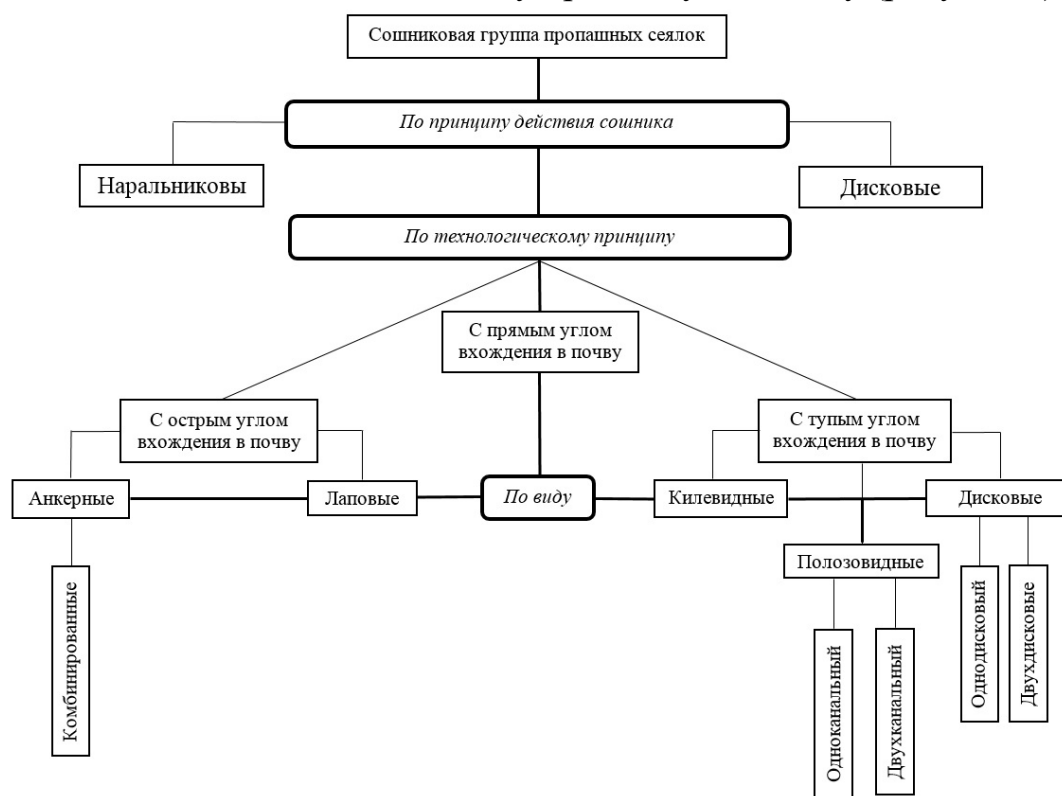 Сошниковая группа пропашных сеялок
По принципу действия сошника
Наральниковы
Дисковые
По технологическому принципу
С прямым углом
вхождения в почву
С острым углом
вхождения в почву
С тупым углом
вхождения в почву
Анкерные
Лаповые
По виду
Килевидные
Дисковые
Полозовидные
Комбинированные
Одноканальный
Двухканальный
Однодисковый
Двухдисковые